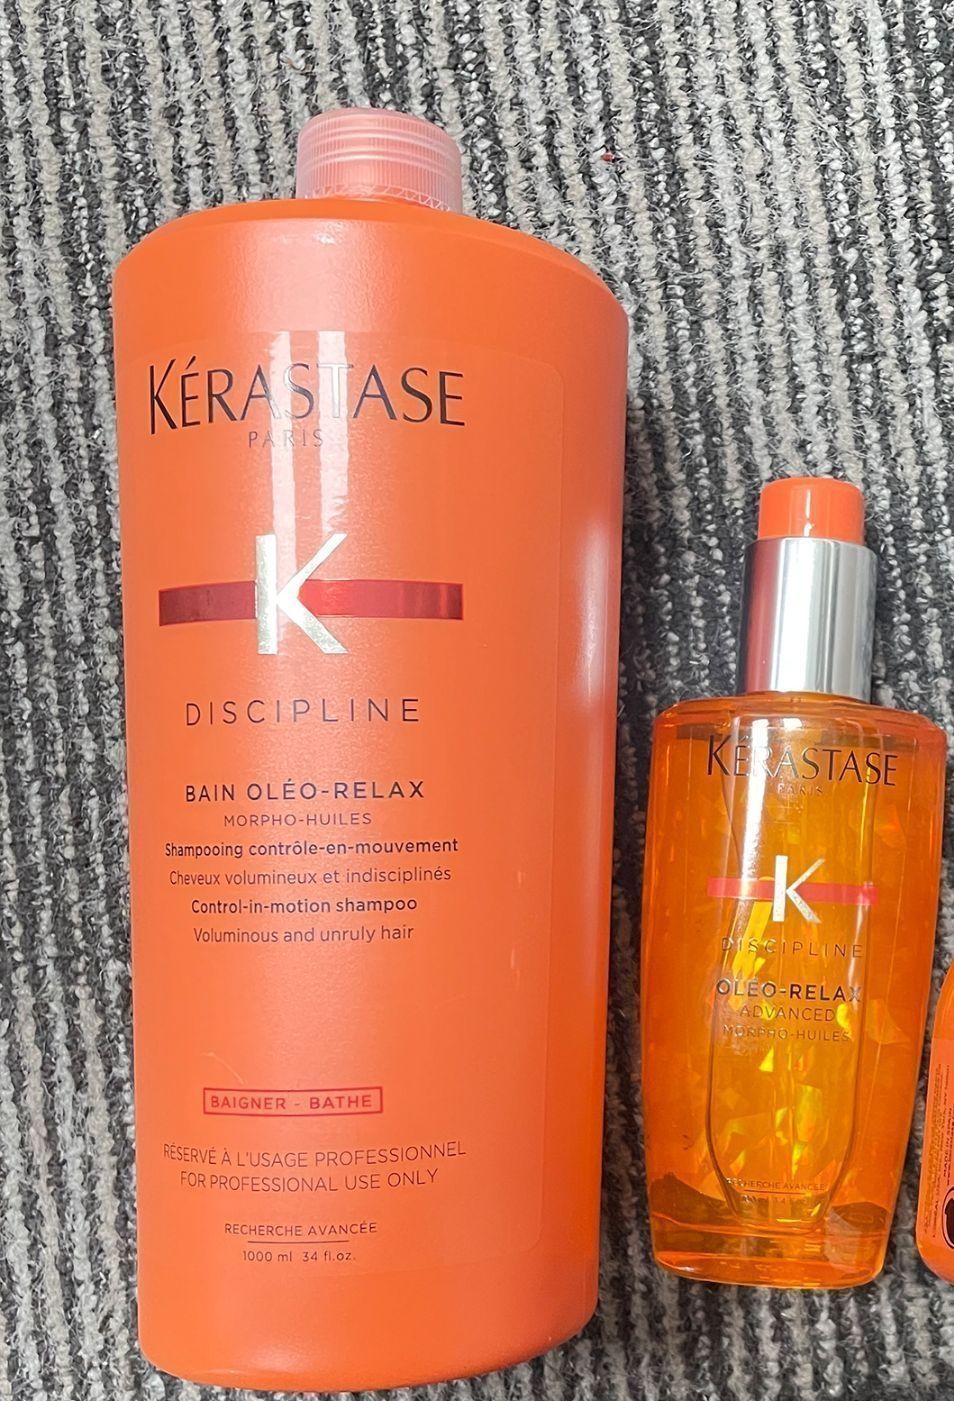 KÉRASTASE
PARIS
K
DISCIPLINE
BAIN OLÉO-RELAX
MORPHO-HUILES
Shampooing contrôle-en-mouvement
Cheveux volumineux et indisciplinés
Control-in-motion shampoo
Voluminous and unruly hair
BAIGNER - BATHE
RÉSERVÉ À L'USAGE PROFESSIONNEL
FOR PROFESSIONAL USE ONLY
RECHERCHE AVANCÉE
1000 ml 34 fl.oz.
KÉRASTASE
PARIS
K
DISCIPLINE
OLÉO-RELAX
ADVANCED
MORPHO-HUILES
RECHERCHE AVANCÉE